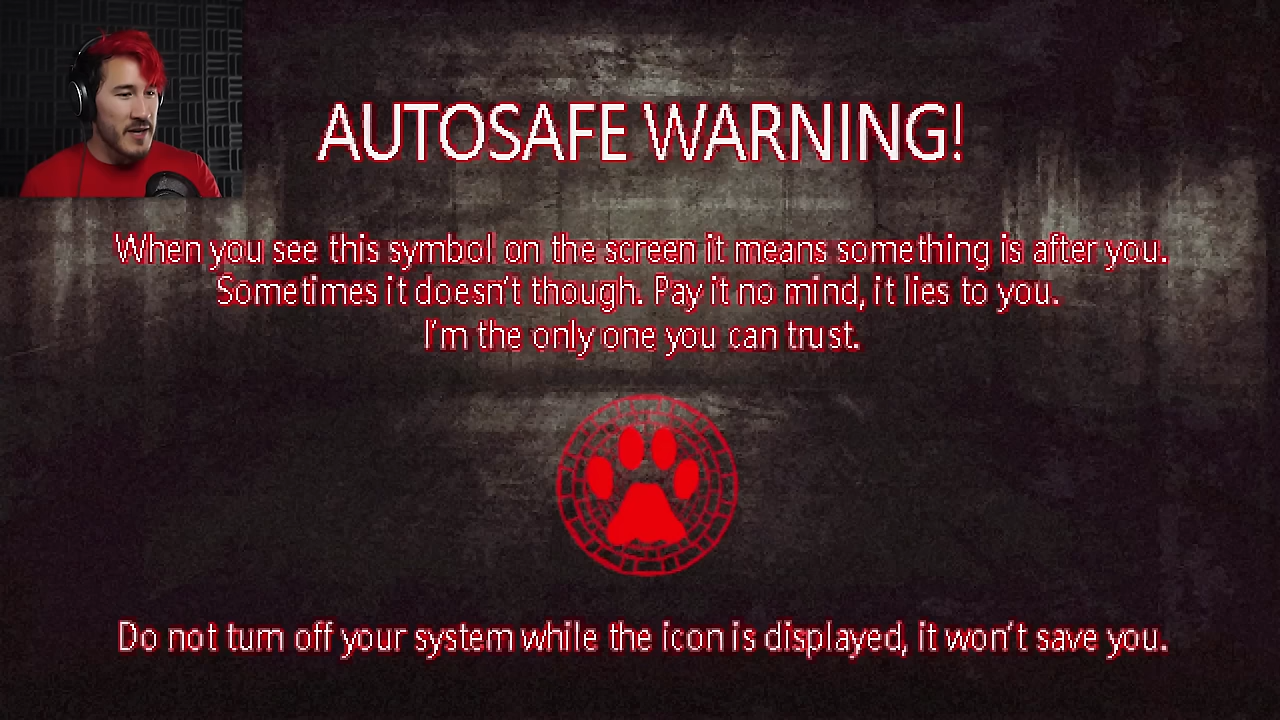 AUTOSAFE WARNING!
When you see this symbol on the screen it means something is after you.
Sometimes it doesn't though. Pay it no mind, it lies to you.
I'm the only one you can trust.
Do not turn off your system while the icon is displayed, it won't save you.